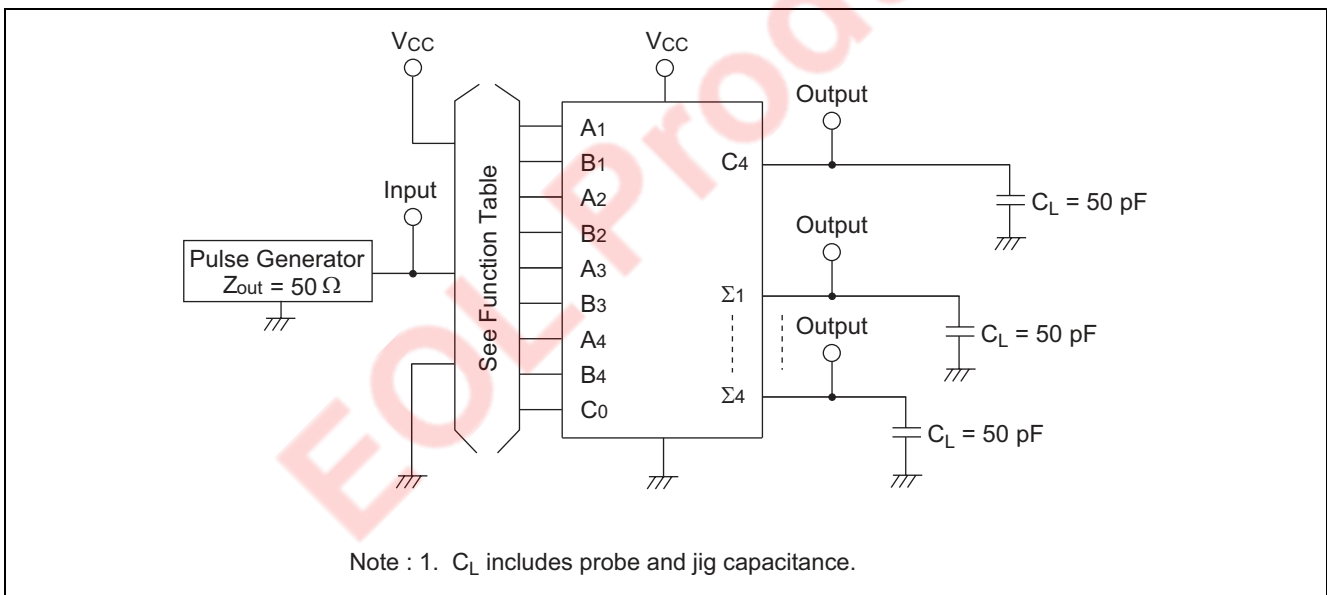 VCC
VCC
Output
A1
B1
C4
A2
Input
CL = 50 pF
B2
Output
Pulse Generator
Zout = 50 Ω
See Function Table
A3
B3
Σ1
A4
Output
CL = 50 pF
B4
Σ4
C0
CL = 50 pF
Note : 1. CL includes probe and jig capacitance.
EOL Produ